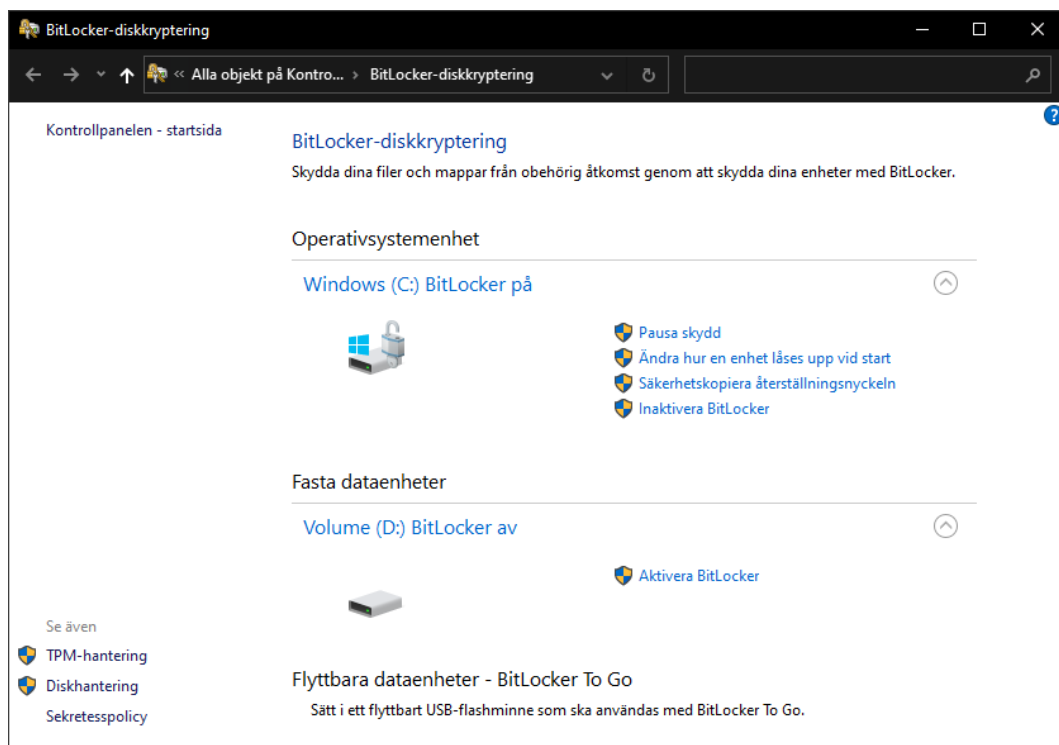 BitLocker-diskkryptering
« Alla objekt på Kontro... › BitLocker-diskkryptering
Kontrollpanelen - startsida
?
BitLocker-diskkryptering
Skydda dina filer och mappar från obehörig åtkomst genom att skydda dina enheter med BitLocker.
Operativsystemenhet
Windows (C:) BitLocker på
Pausa skydd
Ändra hur en enhet låses upp vid start
Säkerhetskopiera återställningsnyckeln
Inaktivera BitLocker
Fasta dataenheter
Volume (D:) BitLocker av
Aktivera BitLocker
Se även
TPM-hantering
Diskhantering
Sekretesspolicy
Flyttbara dataenheter - BitLocker To Go
Sätt i ett flyttbart USB-flashminne som ska användas med BitLocker To Go.